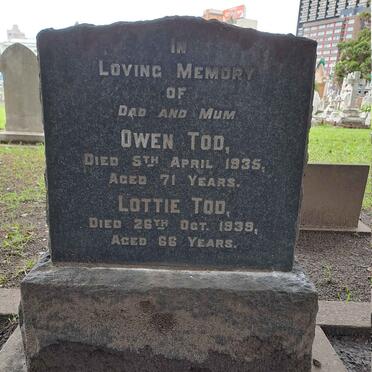 IN
LOVING MEMORY
OF
DAD AND MUM
OWEN TOD,
DIED 5TH APRIL 1935,
AGED 71 YEARS.
LOTTIE TOD,
DIED 26TH OCT. 1939,
AGED 66 YEARS.